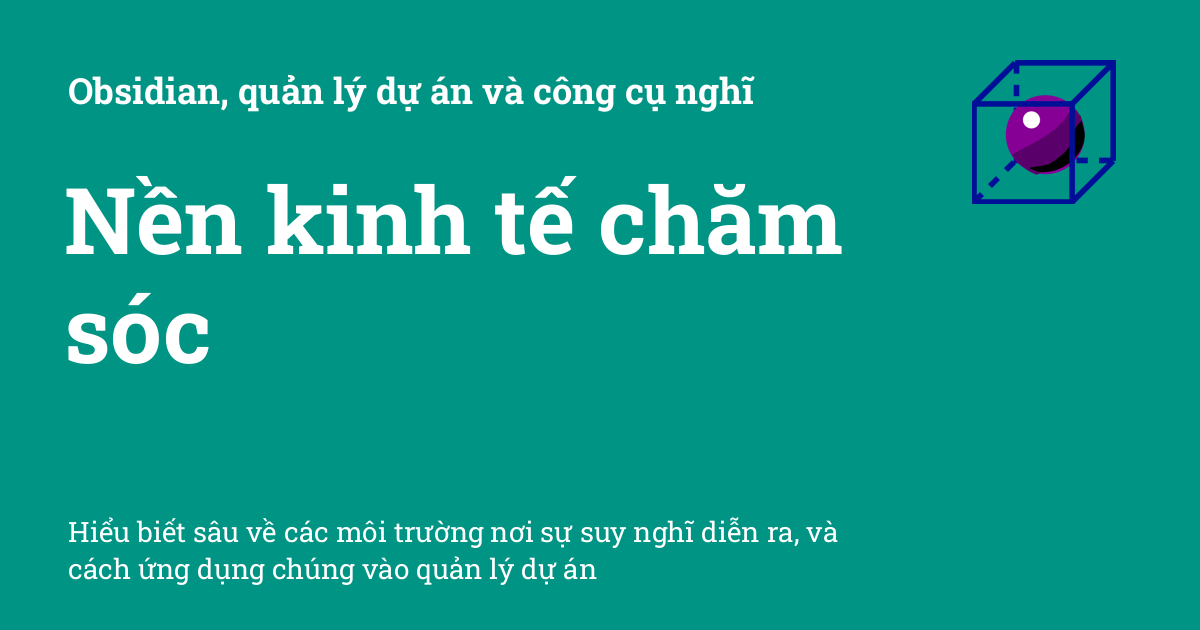 Obsidian, quản lý dự án và công cụ nghĩ
Nền kinh tế chăm
sóc
Hiểu biết sâu về các môi trường nơi sự suy nghĩ diễn ra, và
cách ứng dụng chúng vào quản lý dự án